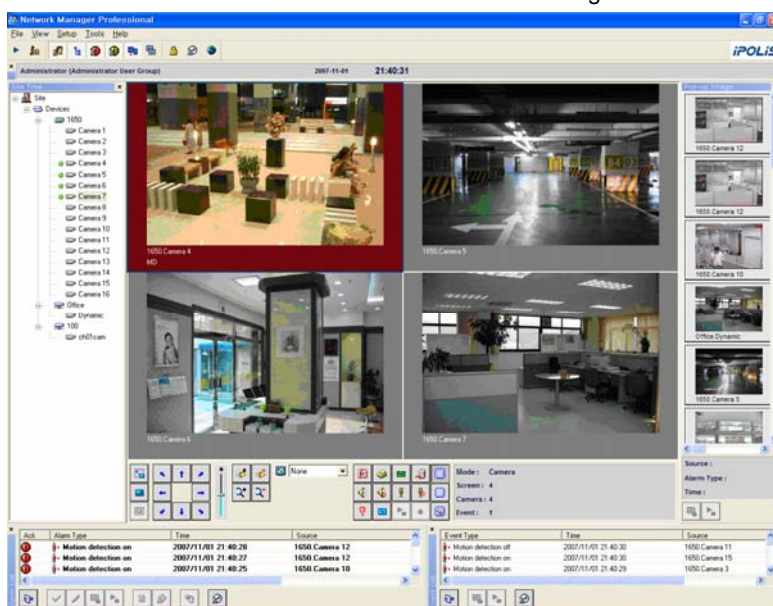 Network Manager Professional
File View Setup Tools Help
iPOLiS
Administrator (Administrator User Group) 2007-11-01 21:40:31
Site Tree
Site
Devices
1650
Camera 1
Camera 2
Camera 3
Camera 4
Camera 5
Camera 6
Camera 7
Camera 8
Camera 9
Camera 10
Camera 11
Camera 12
Camera 13
Camera 14
Camera 15
Camera 16
Office
Dynamic
100
ch01cam
1650.Camera 4
MD
1650.Camera 5
1650.Camera 6
1650.Camera 7
Pop-up Image
1650.Camera 12
1650.Camera 12
1650.Camera 10
Office.Dynamic
1650.Camera 5
Source :
Alarm Type :
Time :
None
Mode : Camera
Screen : 4
Camera : 4
Event : 1
Ack Alarm Type Time Source
Motion detection on 2007/11/01 21:40:28 1650.Camera 12
Motion detection on 2007/11/01 21:40:27 1650.Camera 12
Motion detection on 2007/11/01 21:40:25 1650.Camera 10
Event Type Time Source
Motion detection off 2007/11/01 21:40:30 1650.Camera 11
Motion detection on 2007/11/01 21:40:30 1650.Camera 15
Motion detection on 2007/11/01 21:40:29 1650.Camera 3